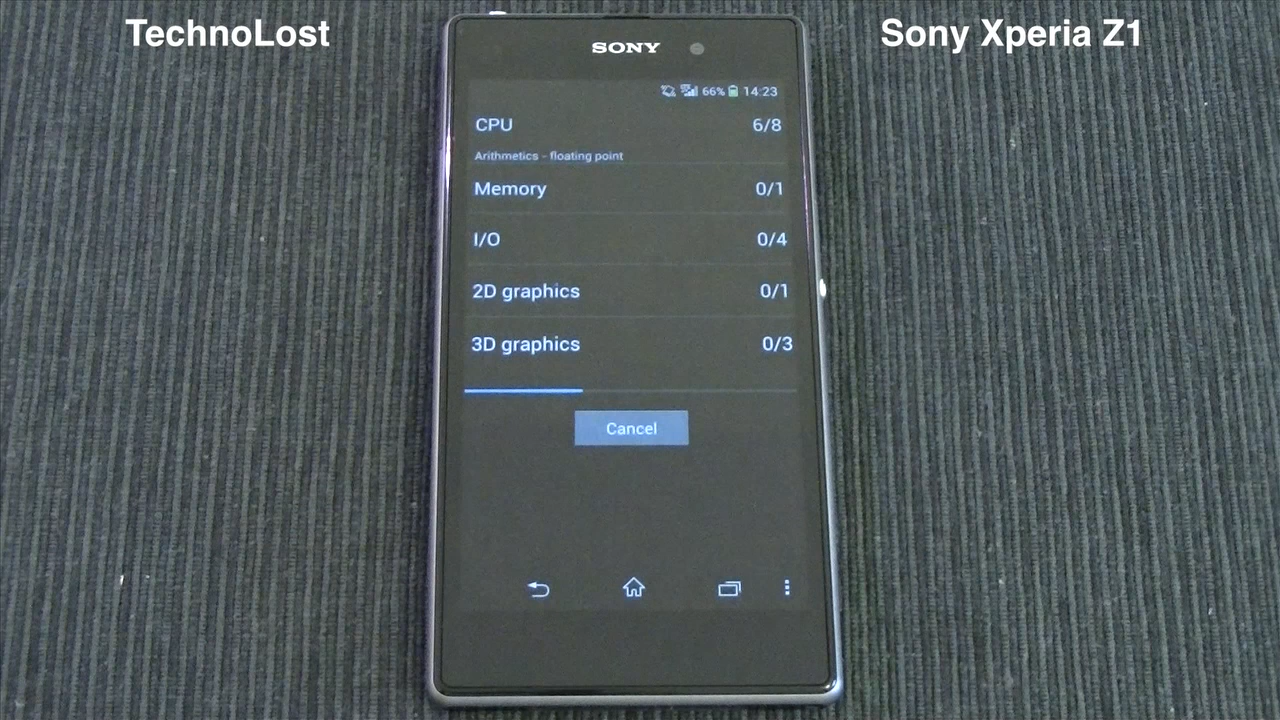 TechnoLost
Sony Xperia Z1
SONY
66% 14:23
CPU 6/8
Arithmetics - floating point
Memory 0/1
I/O 0/4
2D graphics 0/1
3D graphics 0/3
Cancel